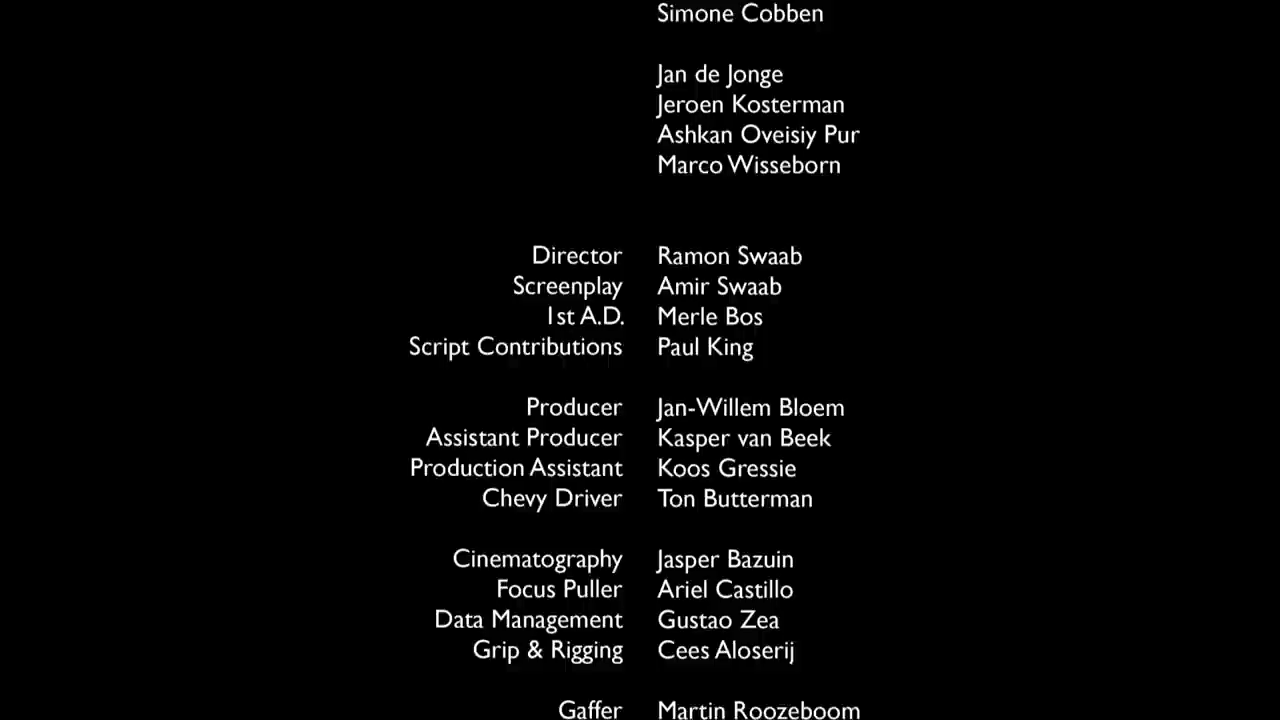 Simone Cobben
Jan de Jonge
Jeroen Kosterman
Ashkan Oveisiy Pur
Marco Wisseborn
Director Ramon Swaab
Screenplay Amir Swaab
1st A.D. Merle Bos
Script Contributions Paul King
Producer Jan-Willem Bloem
Assistant Producer Kasper van Beek
Production Assistant Koos Gressie
Chevy Driver Ton Butterman
Cinematography Jasper Bazuin
Focus Puller Ariel Castillo
Data Management Gustao Zea
Grip & Rigging Cees Aloserij
Gaffer Martin Roozeboom